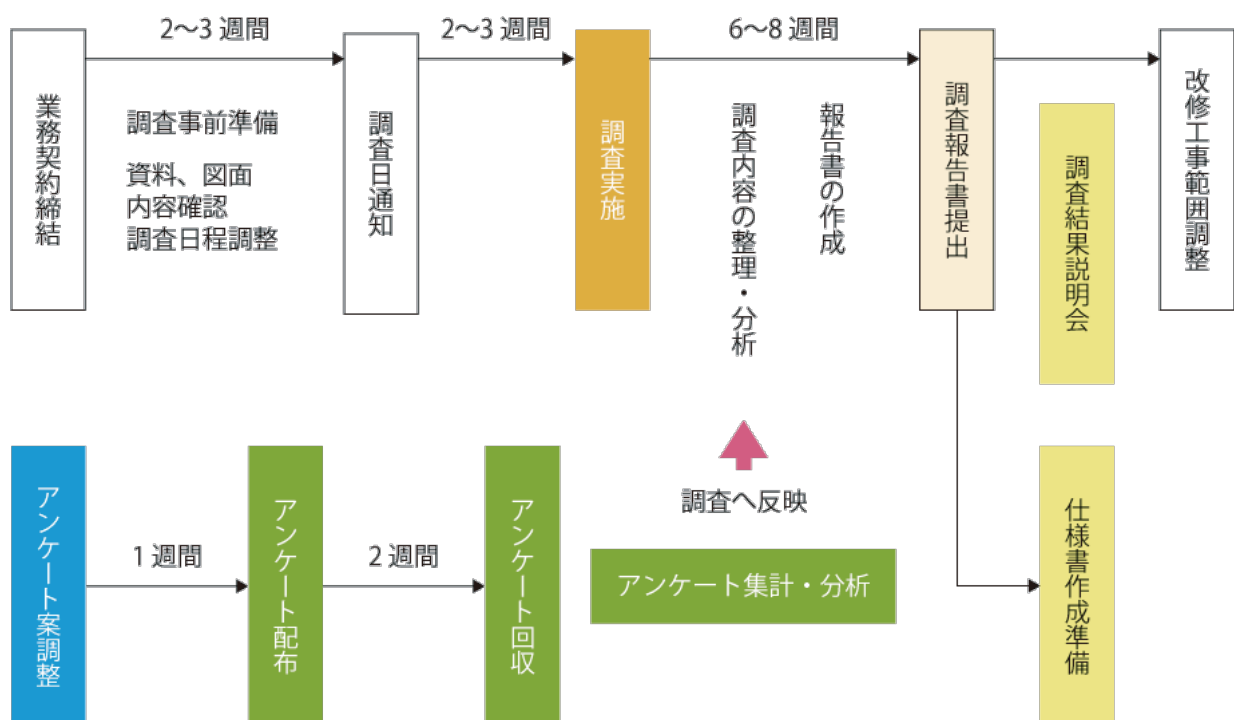 2〜3 週間
2〜3 週間
6〜8 週間
業務契約締結
調査事前準備
資料、図面
内容確認
調査日程調整
調査日通知
調査実施
調査内容の整理・分析
報告書の作成
調査報告書提出
調査結果説明会
改修工事範囲調整
調査へ反映
アンケート案調整
1 週間
アンケート配布
2 週間
アンケート回収
アンケート集計・分析
仕様書作成準備